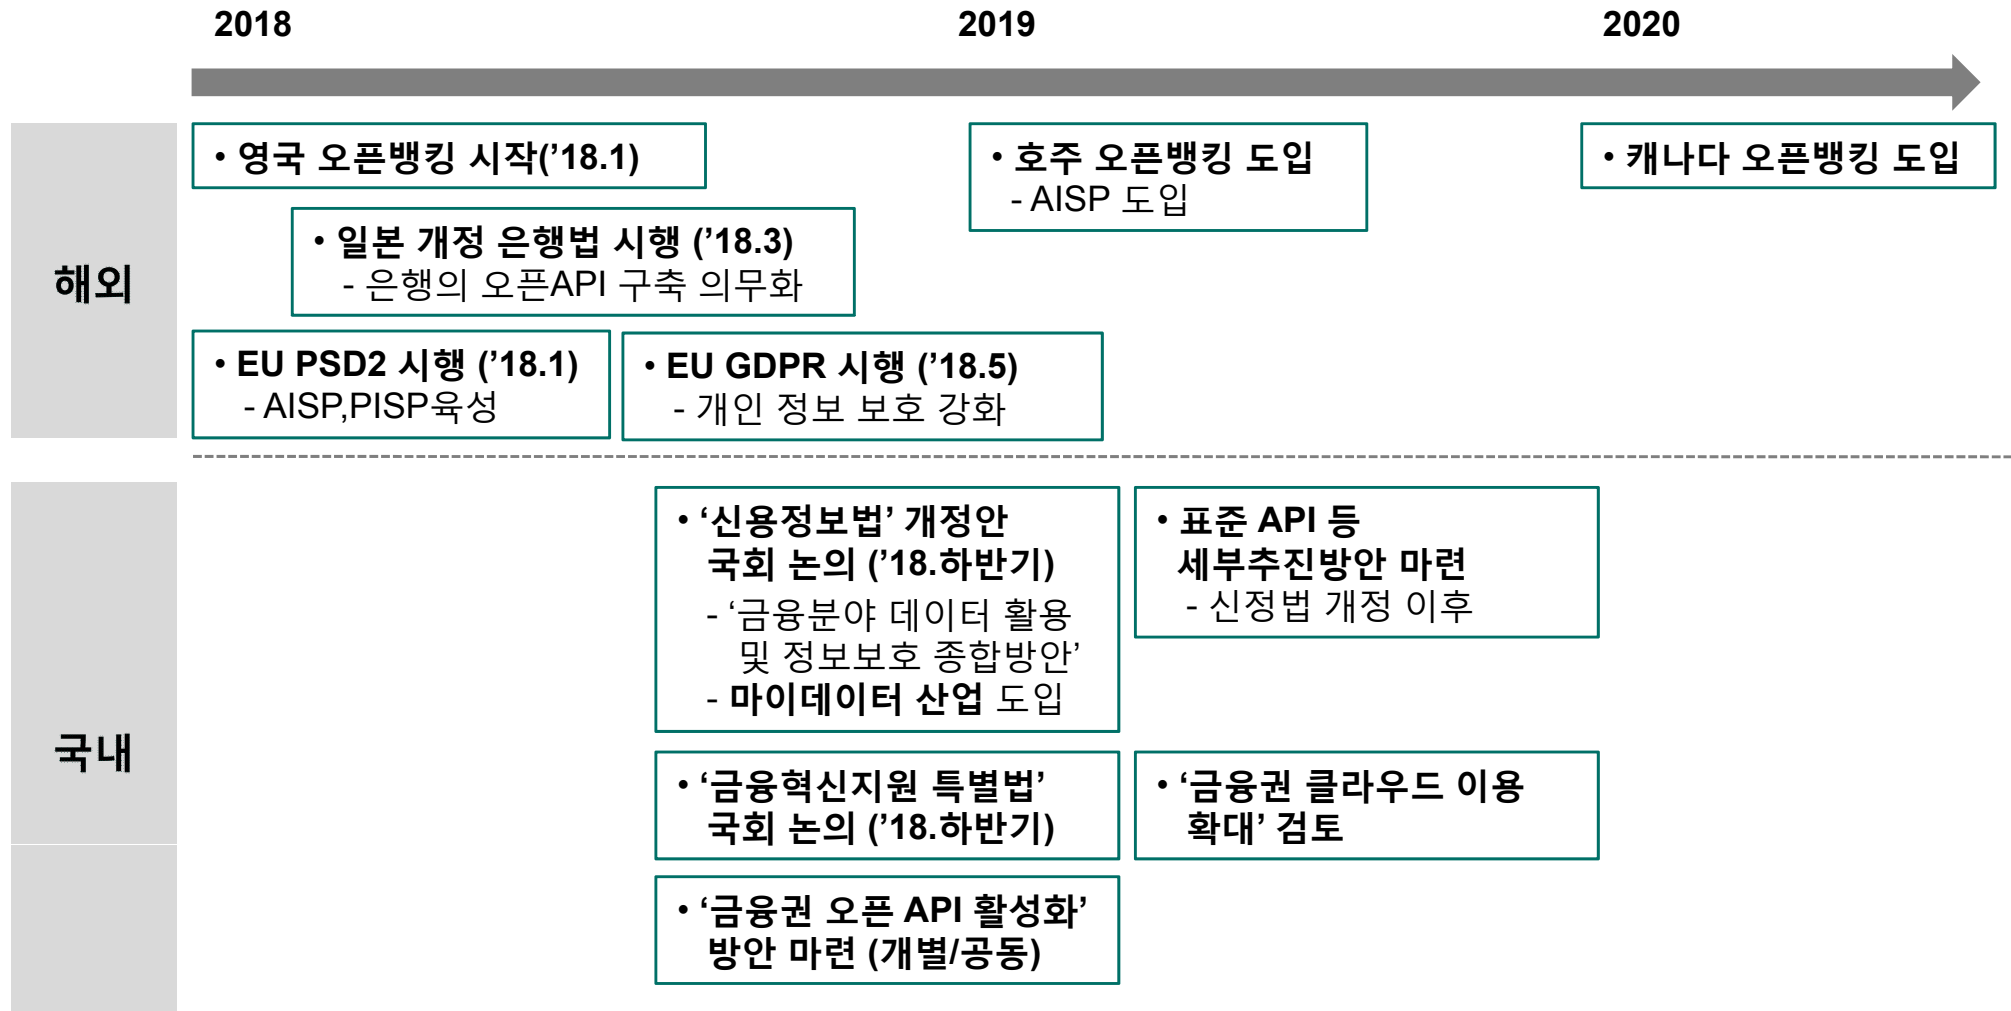 2018
2019
2020
해외
• 영국 오픈뱅킹 시작(’18.1)
• 호주 오픈뱅킹 도입
- AISP 도입
• 캐나다 오픈뱅킹 도입
• 일본 개정 은행법 시행 (’18.3)
- 은행의 오픈API 구축 의무화
• EU PSD2 시행 (’18.1)
- AISP,PISP육성
• EU GDPR 시행 (’18.5)
- 개인 정보 보호 강화
국내
• ‘신용정보법’ 개정안
국회 논의 (’18.하반기)
- ‘금융분야 데이터 활용
및 정보보호 종합방안’
- 마이데이터 산업 도입
• 표준 API 등
세부추진방안 마련
- 신정법 개정 이후
• ‘금융혁신지원 특별법’
국회 논의 (’18.하반기)
• ‘금융권 클라우드 이용
확대’ 검토
• ‘금융권 오픈 API 활성화’
방안 마련 (개별/공동)